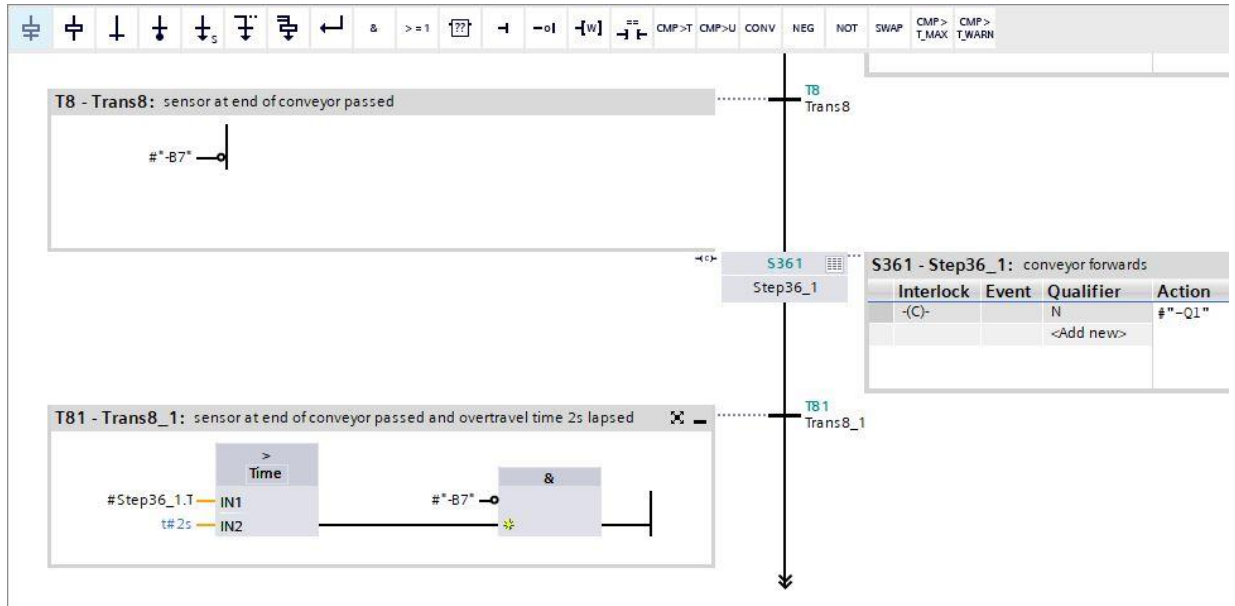 S & >=1 ?? -o| [W] == CMP>T CMP>U CONV NEG NOT SWAP CMP> T_MAX CMP> T_WARN
T8 - Trans8: sensor at end of conveyor passed
T8
Trans8
#"-B7"
(C)
S361
Step36_1
S361 - Step36_1: conveyor forwards
Interlock Event Qualifier Action
-(C)- N #"-Q1"
<Add new>
T81 - Trans8_1: sensor at end of conveyor passed and overtravel time 2s lapsed
T81
Trans8_1
>
Time
&
#Step36_1.T IN1 #"-B7"
t#2s IN2